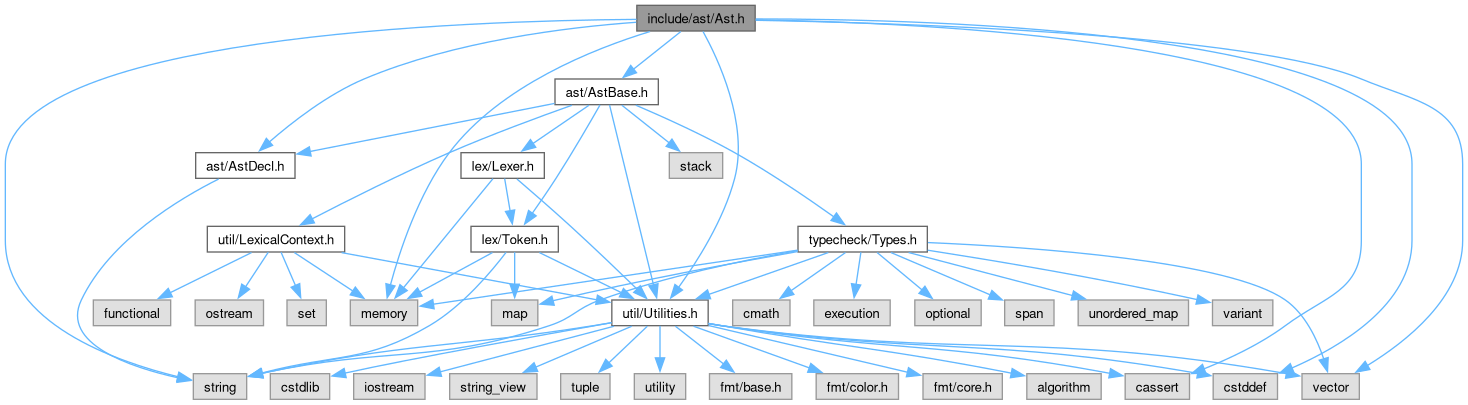 include/ast/Ast.h
ast/AstBase.h
ast/AstDecl.h
lex/Lexer.h
stack
util/LexicalContext.h
lex/Token.h
typecheck/Types.h
functional
ostream
set
memory
map
util/Utilities.h
cmath
execution
optional
span
unordered_map
variant
string
cstdlib
iostream
string_view
tuple
utility
fmt/base.h
fmt/color.h
fmt/core.h
algorithm
cassert
cstddef
vector